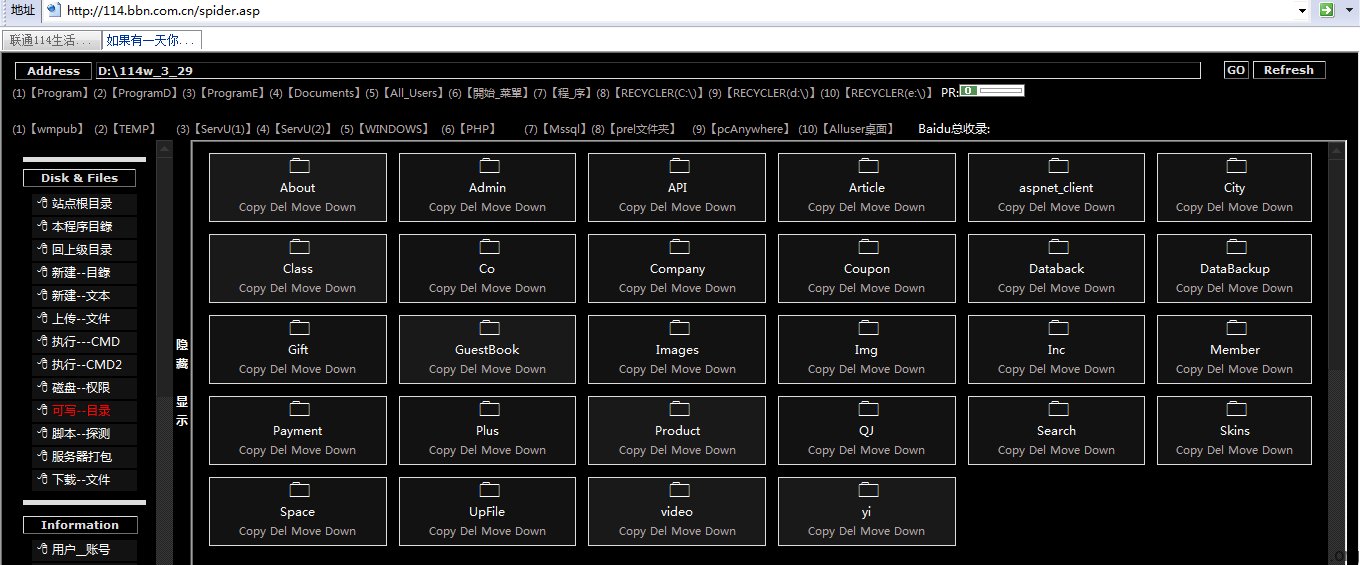 地址 http://114.bbn.com.cn/spider.asp
联通114生活... 如果有一天你...
Address D:\114w_3_29 GO Refresh
(1)【Program】(2)【ProgramD】(3)【ProgramE】(4)【Documents】(5)【All_Users】(6)【開始_菜單】(7)【程_序】(8)【RECYCLER(C:\)】(9)【RECYCLER(d:\)】(10)【RECYCLER(e:\)】 PR: 0
(1)【wmpub】 (2)【TEMP】 (3)【ServU(1)】(4)【ServU(2)】 (5)【WINDOWS】 (6)【PHP】 (7)【Mssql】(8)【prel文件夹】 (9)【pcAnywhere】 (10)【Alluser桌面】 Baidu总收录:
Disk & Files
站点根目录
本程序目錄
回上级目录
新建--目錄
新建--文本
上传--文件
执行---CMD
执行--CMD2
磁盘--权限
可写--目录
脚本--探测
服务器打包
下载--文件
Information
用户__账号
隐藏
显示
About Admin API Article aspnet_client City
Copy Del Move Down Copy Del Move Down Copy Del Move Down Copy Del Move Down Copy Del Move Down Copy Del Move Down
Class Co Company Coupon Databack DataBackup
Copy Del Move Down Copy Del Move Down Copy Del Move Down Copy Del Move Down Copy Del Move Down Copy Del Move Down
Gift GuestBook Images Img Inc Member
Copy Del Move Down Copy Del Move Down Copy Del Move Down Copy Del Move Down Copy Del Move Down Copy Del Move Down
Payment Plus Product QJ Search Skins
Copy Del Move Down Copy Del Move Down Copy Del Move Down Copy Del Move Down Copy Del Move Down Copy Del Move Down
Space UpFile video yi
Copy Del Move Down Copy Del Move Down Copy Del Move Down Copy Del Move Down